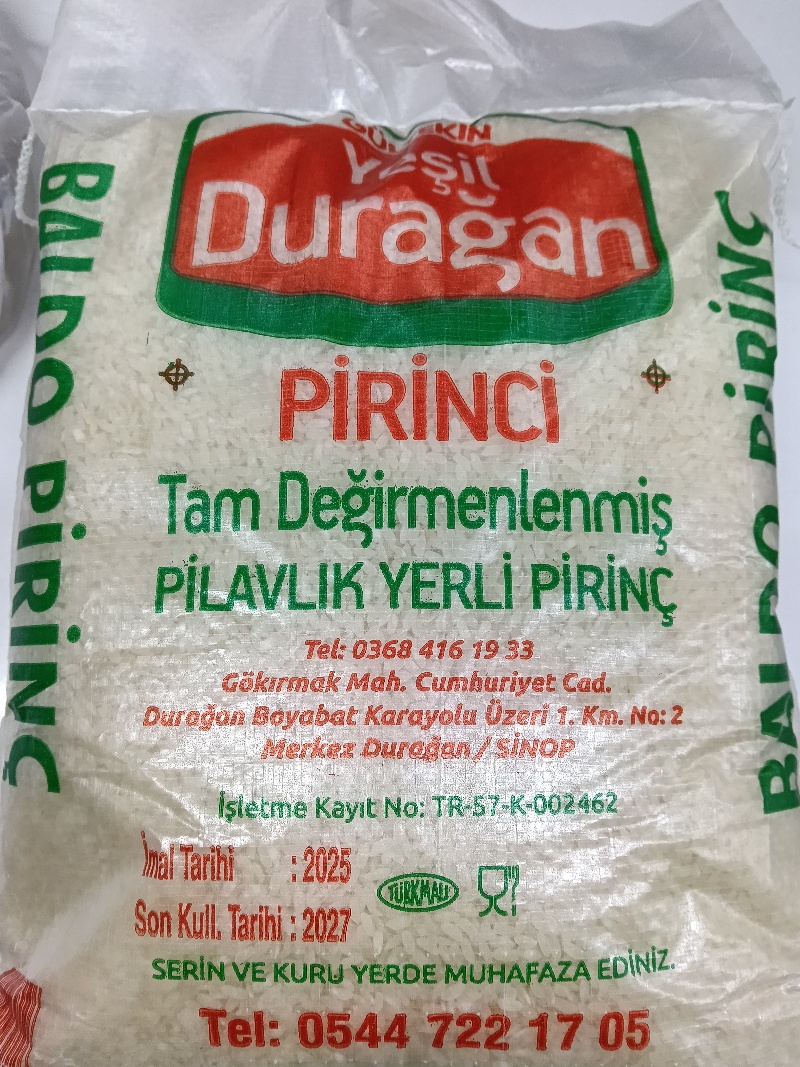 Yeşil
Durağan
PİRİNCİ
Tam Değirmenlenmiş
PİLAVLIK YERLİ PİRİNÇ
Tel: 0368 416 19 33
Gökırmak Mah. Cumhuriyet Cad.
Durağan Boyabat Karayolu Üzeri 1. Km. No: 2
Merkez Durağan / SİNOP
İşletme Kayıt No: TR-57-K-002462
İmal Tarihi : 2025
Son Kull. Tarihi : 2027
TÜRK MALI
SERİN VE KURU YERDE MUHAFAZA EDİNİZ.
Tel: 0544 722 17 05
BALDO PİRİNÇ
BALDO PİRİNÇ